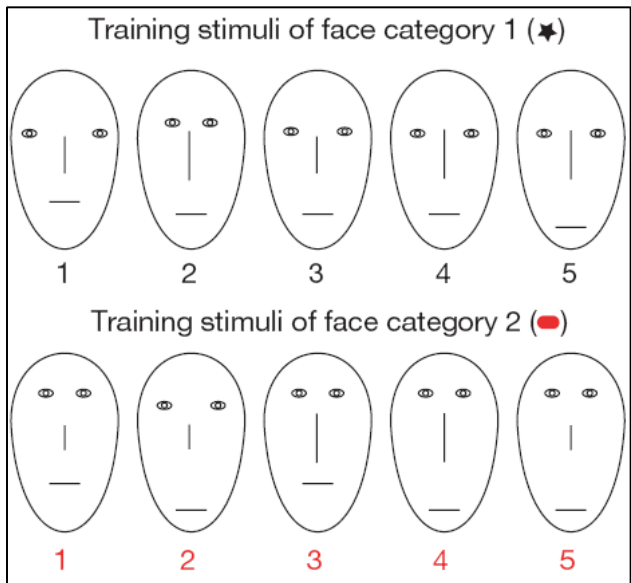 Training stimuli of face category 1 (★)
1 2 3 4 5
Training stimuli of face category 2 ()
1 2 3 4 5